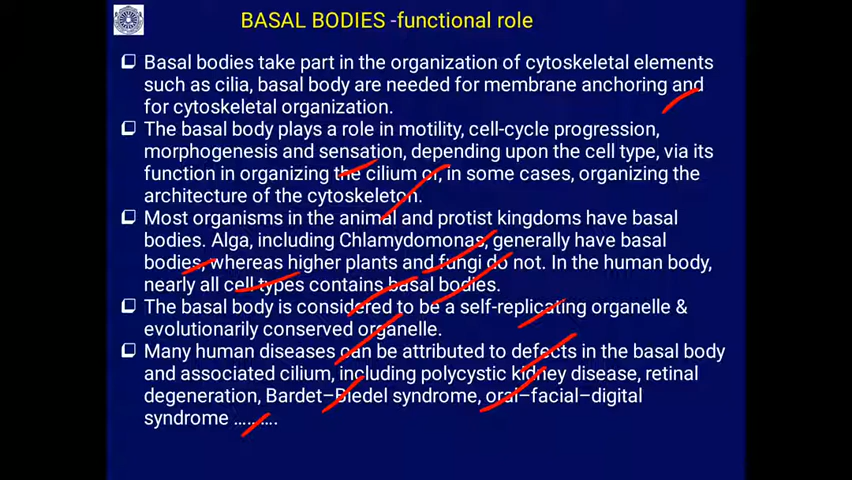 BASAL BODIES -functional role
Basal bodies take part in the organization of cytoskeletal elements
such as cilia, basal body are needed for membrane anchoring and
for cytoskeletal organization.
The basal body plays a role in motility, cell-cycle progression,
morphogenesis and sensation, depending upon the cell type, via its
function in organizing the cilium or, in some cases, organizing the
architecture of the cytoskeleton.
Most organisms in the animal and protist kingdoms have basal
bodies. Alga, including Chlamydomonas, generally have basal
bodies, whereas higher plants and fungi do not. In the human body,
nearly all cell types contains basal bodies.
The basal body is considered to be a self-replicating organelle &
evolutionarily conserved organelle.
Many human diseases can be attributed to defects in the basal body
and associated cilium, including polycystic kidney disease, retinal
degeneration, Bardet–Biedel syndrome, oral–facial–digital
syndrome ……….